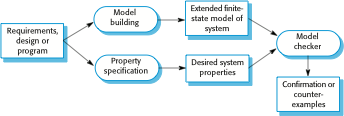 Requirements,
design or
program
Model
building
Property
specification
Extended finite-
state model of
system
Desired system
properties
Model
checker
Confirmation or
counter-
examples